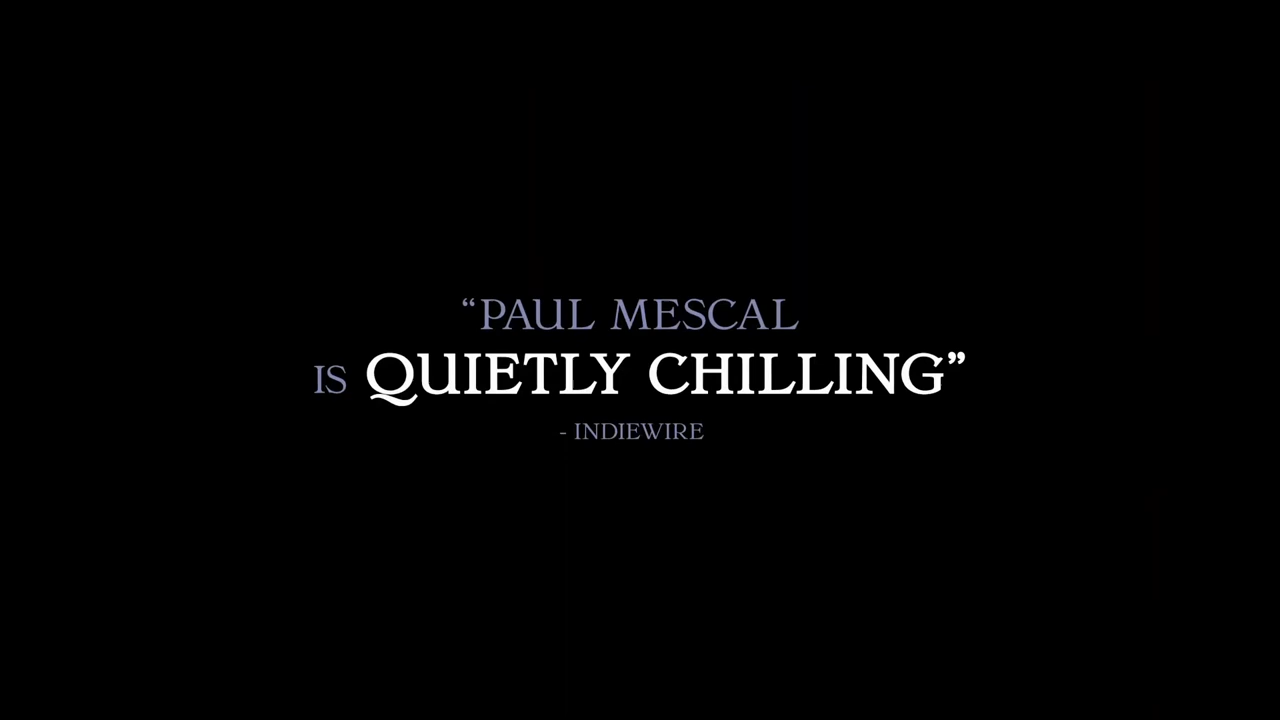 “PAUL MESCAL
IS QUIETLY CHILLING”
- INDIEWIRE